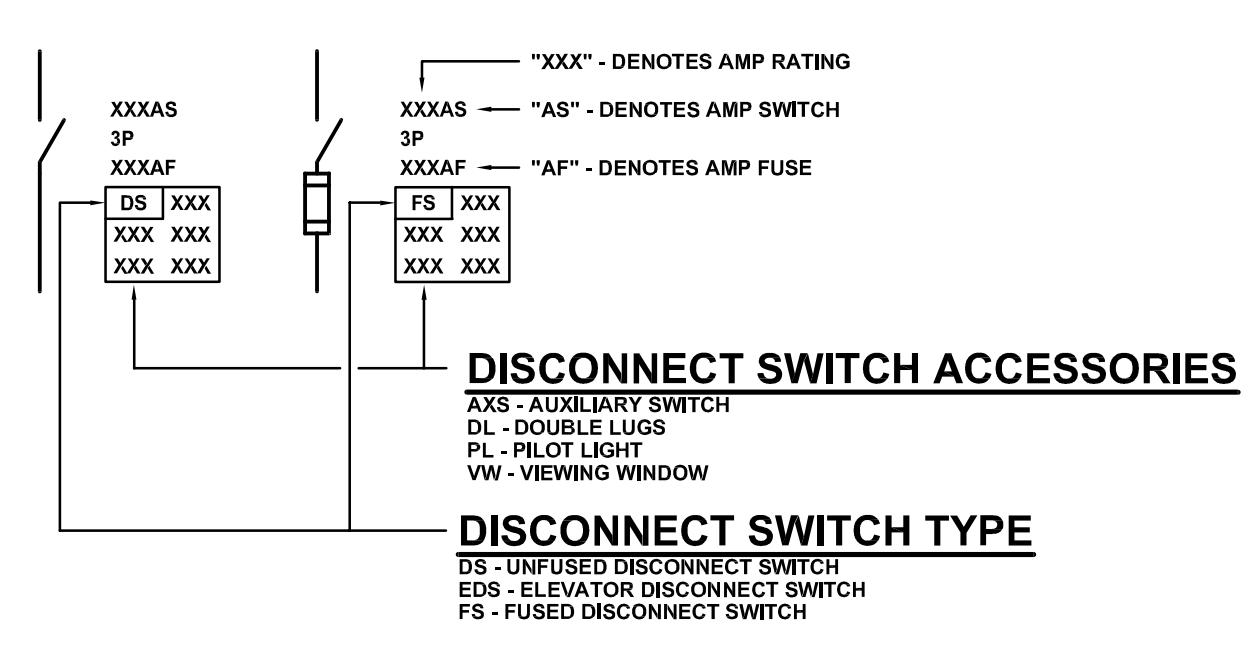 "XXX" - DENOTES AMP RATING
XXXAS
XXXAS
"AS" - DENOTES AMP SWITCH
3P
3P
XXXAF
XXXAF
"AF" - DENOTES AMP FUSE
DS XXX
FS XXX
XXX XXX
XXX XXX
XXX XXX
XXX XXX
DISCONNECT SWITCH ACCESSORIES
AXS - AUXILIARY SWITCH
DL - DOUBLE LUGS
PL - PILOT LIGHT
VW - VIEWING WINDOW
DISCONNECT SWITCH TYPE
DS - UNFUSED DISCONNECT SWITCH
EDS - ELEVATOR DISCONNECT SWITCH
FS - FUSED DISCONNECT SWITCH